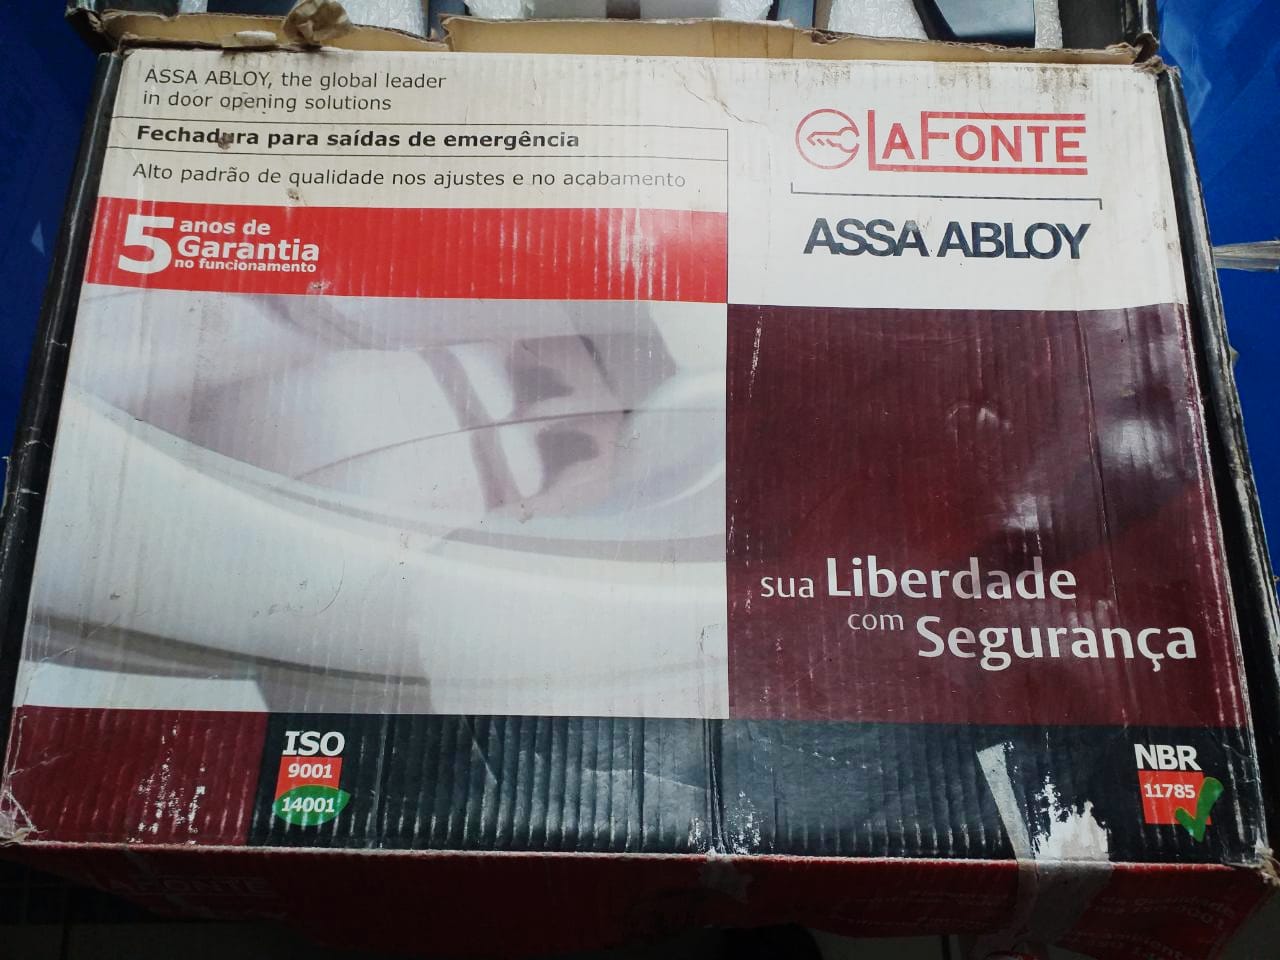 ASSA ABLOY, the global leader
in door opening solutions
Fechadura para saídas de emergência
Alto padrão de qualidade nos ajustes e no acabamento
5 anos de
Garantia
no funcionamento
LAFONTE
ASSA ABLOY
sua Liberdade
com Segurança
ISO
9001
14001
NBR
11785
LAFONTE